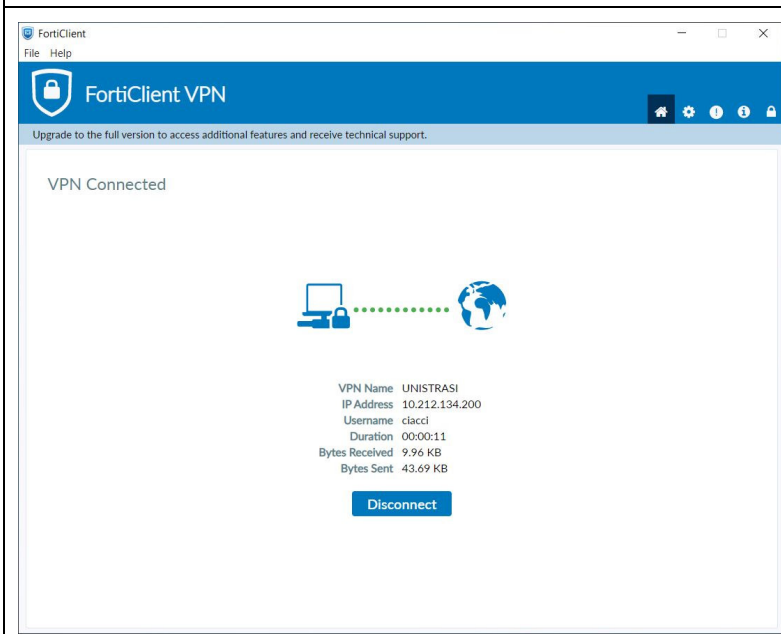 FortiClient
File Help
FortiClient VPN
Upgrade to the full version to access additional features and receive technical support.
VPN Connected
VPN Name UNISTRASI
IP Address 10.212.134.200
Username ciacci
Duration 00:00:11
Bytes Received 9.96 KB
Bytes Sent 43.69 KB
Disconnect